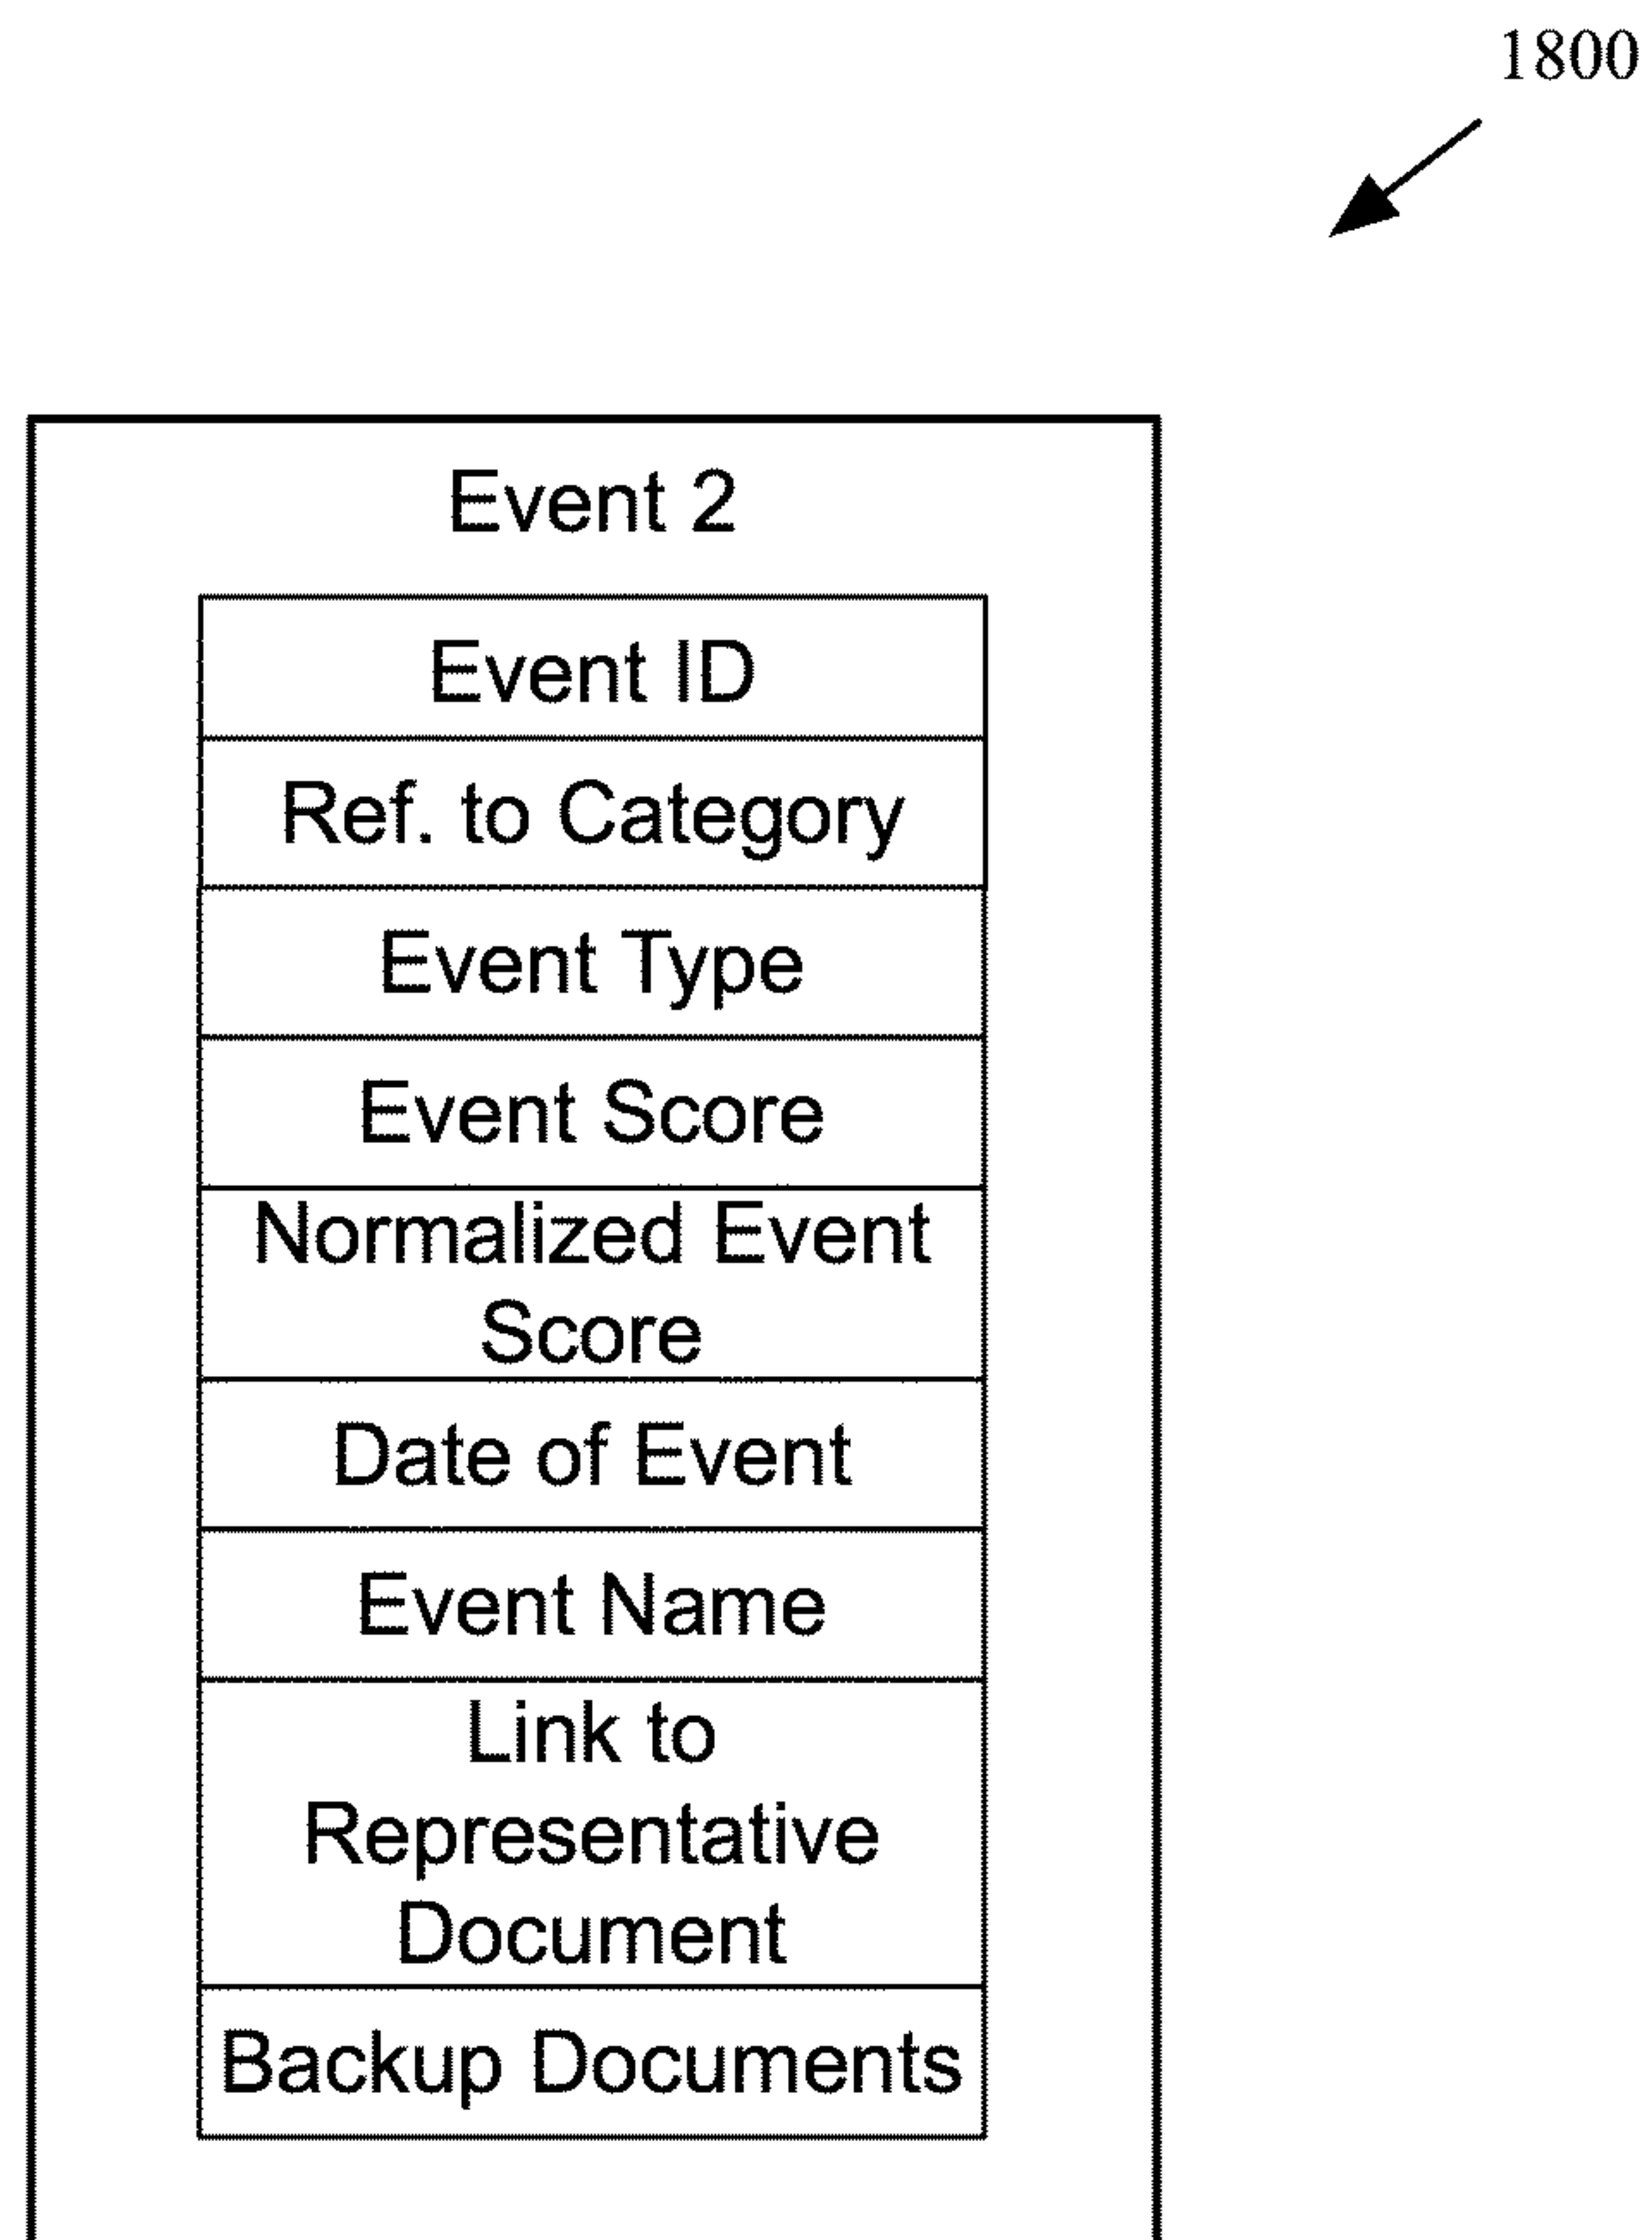 1800
Event 2
Event ID
Ref. to Category
Event Type
Event Score
Normalized Event
Score
Date of Event
Event Name
Link to
Representative
Document
Backup Documents